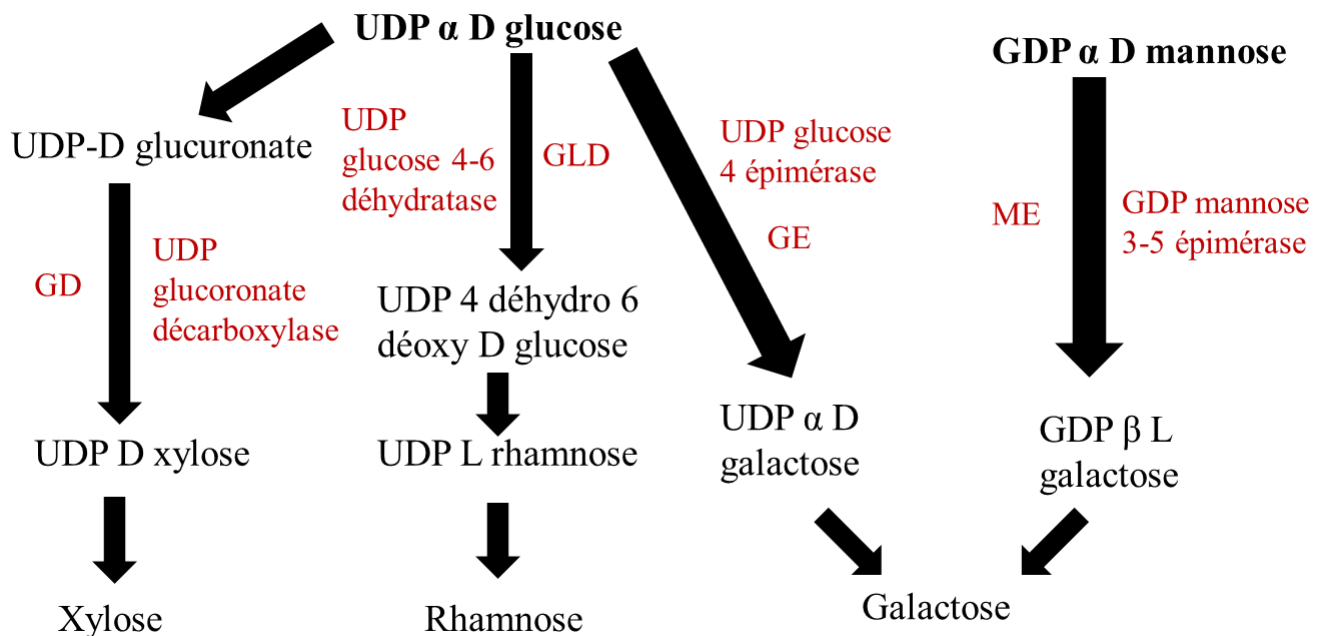 UDP α D glucose
GDP α D mannose
UDP-D glucuronate
UDP
glucose 4-6
déhydratase
GLD
UDP glucose
4 épimérase
GE
ME
GDP mannose
3-5 épimérase
GD
UDP
glucoronate
décarboxylase
UDP 4 déhydro 6
déoxy D glucose
UDP D xylose
UDP L rhamnose
UDP α D
galactose
GDP β L
galactose
Xylose
Rhamnose
Galactose